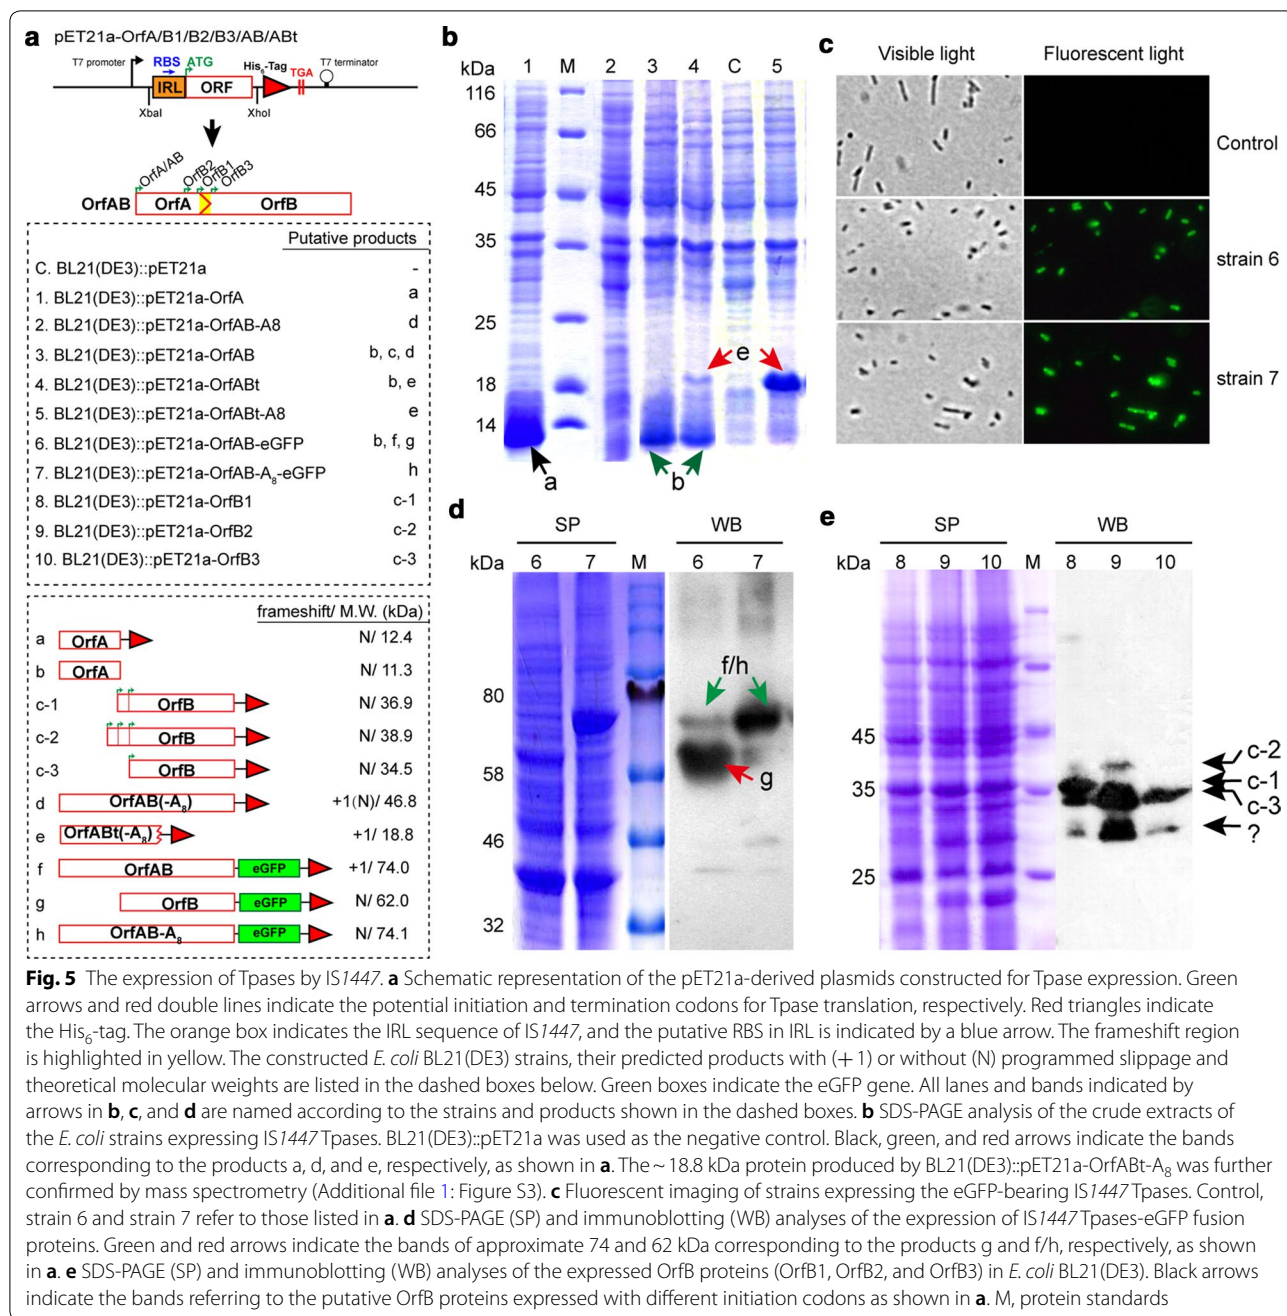 a pET21a-OrfA/B1/B2/B3/AB/ABt
T7 promoter RBS ATG His6-Tag TGA T7 terminator
IRL ORF
XbaI XhoI
OrfA/AB OrfB2 OrfB1 OrfB3
OrfAB OrfA OrfB
Putative products
C. BL21(DE3)::pET21a -
1. BL21(DE3)::pET21a-OrfA a
2. BL21(DE3)::pET21a-OrfAB-A8 d
3. BL21(DE3)::pET21a-OrfAB b, c, d
4. BL21(DE3)::pET21a-OrfABt b, e
5. BL21(DE3)::pET21a-OrfABt-A8 e
6. BL21(DE3)::pET21a-OrfAB-eGFP b, f, g
7. BL21(DE3)::pET21a-OrfAB-A8-eGFP h
8. BL21(DE3)::pET21a-OrfB1 c-1
9. BL21(DE3)::pET21a-OrfB2 c-2
10. BL21(DE3)::pET21a-OrfB3 c-3
frameshift/ M.W. (kDa)
a OrfA N/ 12.4
b OrfA N/ 11.3
c-1 OrfB N/ 36.9
c-2 OrfB N/ 38.9
c-3 OrfB N/ 34.5
d OrfAB(-A8) +1(N)/ 46.8
e OrfABt(-A8) +1/ 18.8
f OrfAB eGFP +1/ 74.0
g OrfB eGFP N/ 62.0
h OrfAB-A8 eGFP N/ 74.1
b
kDa 1 M 2 3 4 C 5
116
66
45
35
25
e
18
14
a b
c Visible light Fluorescent light
Control
strain 6
strain 7
d SP WB
kDa 6 7 M 6 7
f/h
80
58 g
46
32
e SP WB
kDa 8 9 10 M 8 9 10
45
c-2
35 c-1
c-3
?
25
Fig. 5 The expression of Tpases by IS1447. a Schematic representation of the pET21a-derived plasmids constructed for Tpase expression. Green
arrows and red double lines indicate the potential initiation and termination codons for Tpase translation, respectively. Red triangles indicate
the His6-tag. The orange box indicates the IRL sequence of IS1447, and the putative RBS in IRL is indicated by a blue arrow. The frameshift region
is highlighted in yellow. The constructed E. coli BL21(DE3) strains, their predicted products with (+ 1) or without (N) programmed slippage and
theoretical molecular weights are listed in the dashed boxes below. Green boxes indicate the eGFP gene. All lanes and bands indicated by
arrows in b, c, and d are named according to the strains and products shown in the dashed boxes. b SDS-PAGE analysis of the crude extracts of
the E. coli strains expressing IS1447 Tpases. BL21(DE3)::pET21a was used as the negative control. Black, green, and red arrows indicate the bands
corresponding to the products a, d, and e, respectively, as shown in a. The ~ 18.8 kDa protein produced by BL21(DE3)::pET21a-OrfABt-A8 was further
confirmed by mass spectrometry (Additional file 1: Figure S3). c Fluorescent imaging of strains expressing the eGFP-bearing IS1447 Tpases. Control,
strain 6 and strain 7 refer to those listed in a. d SDS-PAGE (SP) and immunoblotting (WB) analyses of the expression of IS1447 Tpases-eGFP fusion
proteins. Green and red arrows indicate the bands of approximate 74 and 62 kDa corresponding to the products g and f/h, respectively, as shown
in a. e SDS-PAGE (SP) and immunoblotting (WB) analyses of the expressed OrfB proteins (OrfB1, OrfB2, and OrfB3) in E. coli BL21(DE3). Black arrows
indicate the bands referring to the putative OrfB proteins expressed with different initiation codons as shown in a. M, protein standards